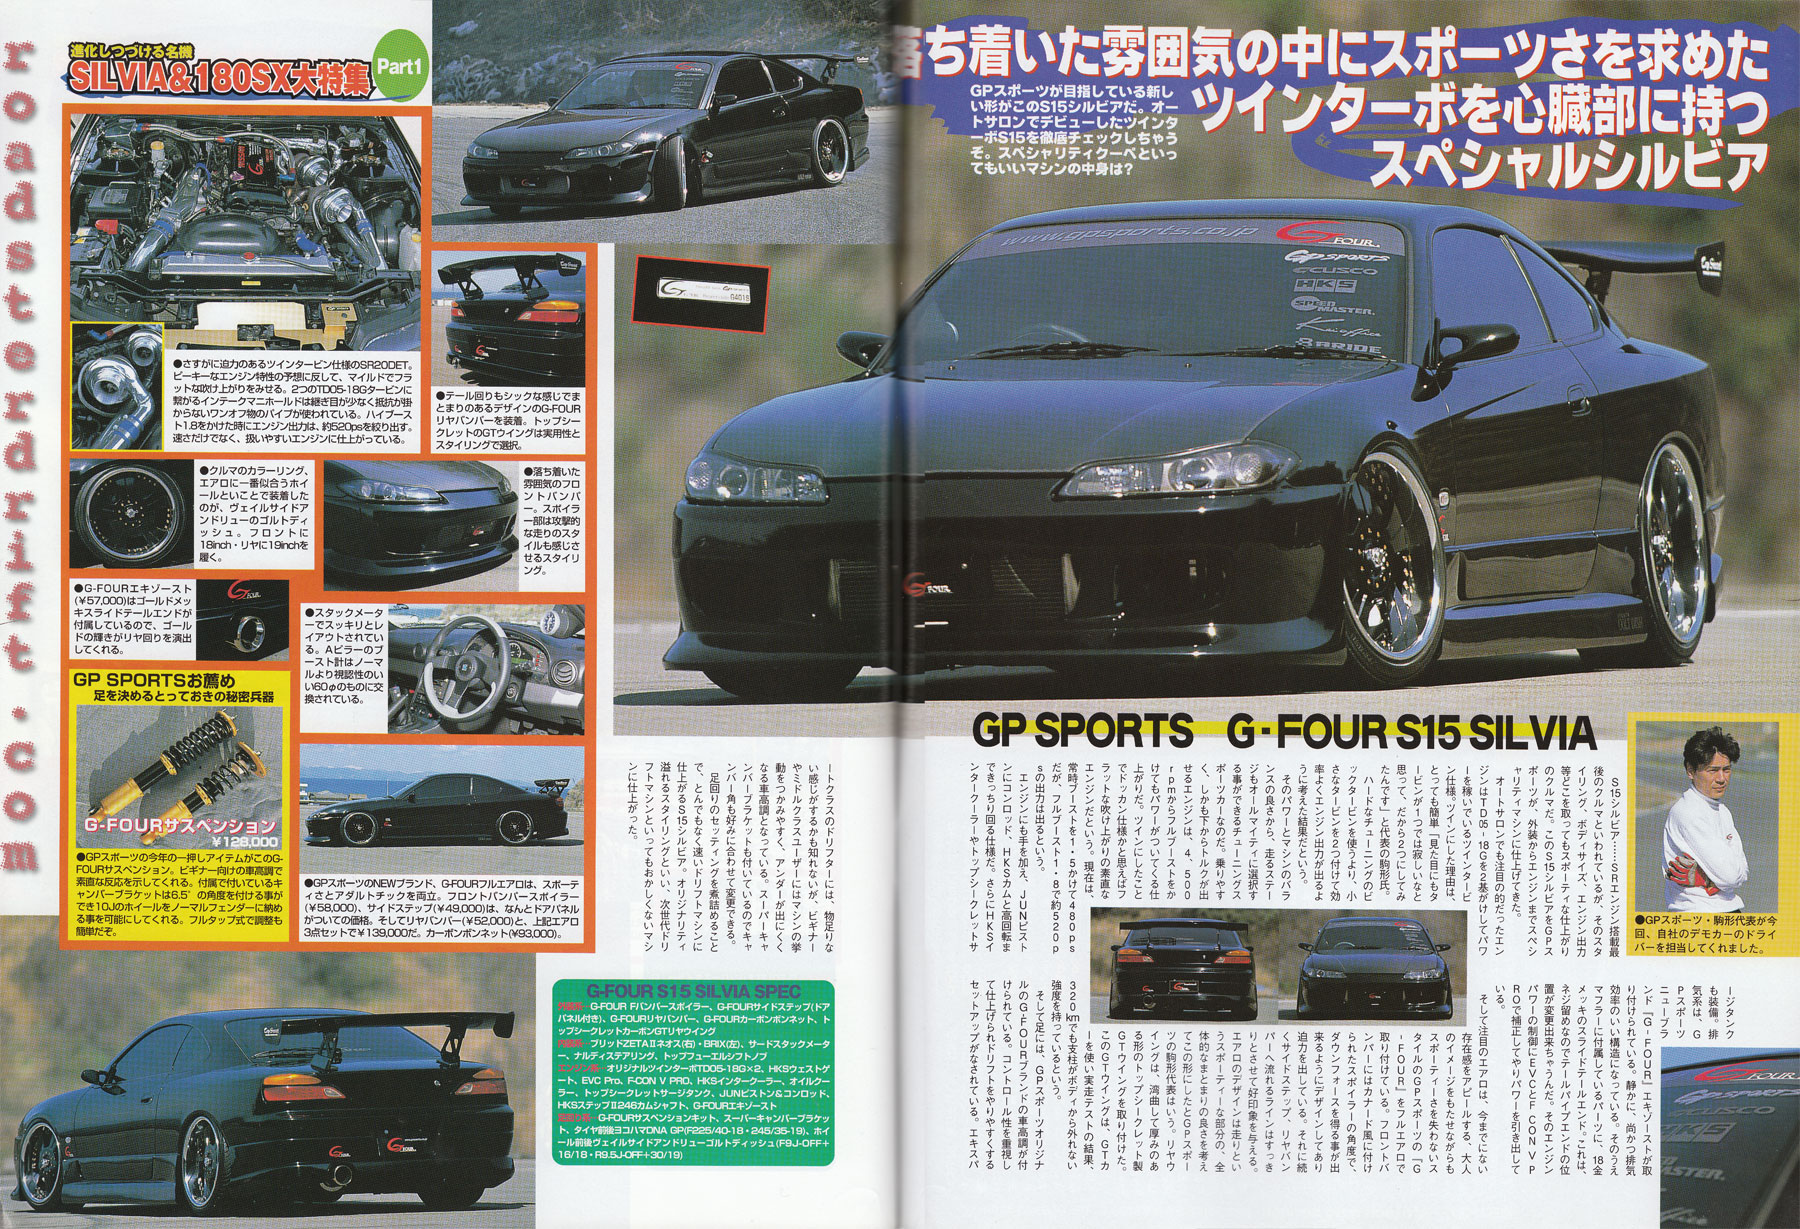 roadstordrift.com
進化しつづける名機
SILVIA&180SX大特集
Part1
●さすがに迫力のあるツインタービン仕様のSR20DET。
ピーキーなエンジン特性の予想に反して、マイルドでフラ
ットな吹け上がりをみせる。2つのTD05-18Gタービンに
繋がるインテークマニホールドは継ぎ目が少なく抵抗が掛
からないワンオフ物のパイプが使われている。ハイブース
ト1.8をかけた時にエンジン出力は、約520psを絞り出す。
速さだけでなく、扱いやすいエンジンに仕上がっている。
●テール回りもシックな感じでま
とまりのあるデザインのG-FOUR
リヤバンパーを装着。トップシー
クレットのGTウイングは実用性と
スタイリングで選択。
●クルマのカラーリング、
エアロに一番似合うホイ
ールといことで装着した
のが、ヴェイルサイドア
ンドリューのゴルトディ
ッシュ。フロントに
18inch・リヤに19inchを
履く。
●落ち着いた
雰囲気のフロ
ントバンパ
ー。スポイラ
ー部は攻撃的
な走りのスタ
イルも感じさ
せるスタイリ
ング。
●G-FOURエキゾースト
(¥57,000)はゴールドメッ
キスライドテールエンドが
付属しているので、ゴール
ドの輝きがリヤ回りを演出
してくれる。
●スタックメータ
ーでスッキリとレ
イアウトされてい
る。Aピラーのブ
ースト計はノーマ
ルより視認性のい
い60φのものに交
換されている。
GP SPORTSお薦め
足を決めるとっておきの秘密兵器
G-FOURサスペンション
¥128,000
●GPスポーツの今年の一押しアイテムがこのG-
FOURサスペンション。ビギナー向けの車高調で
素直な反応を示してくれる。付属で付いているキ
ャンバーブラケットは6.5°の角度を付ける事が
でき10Jのホイールをノーマルフェンダーに納め
る事を可能にしてくれる。フルタップ式で調整も
簡単だぞ。
●GPスポーツのNEWブランド、G-FOURフルエアロは、スポーテ
ィさとアダルトチックを両立。フロントバンパースポイラー
(¥58,000)、サイドステップ(¥49,000)は、なんとドアパネル
がついての価格。そしてリヤバンパー(¥52,000)と、上記エアロ
3点セットで¥139,000だ。カーボンボンネット(¥93,000)。
G-FOUR S15 SILVIA SPEC
G-FOUR Fバンパースポイラー、G-FOURサイドステップ(ドア
パネル付き)、G-FOURリヤバンパー、G-FOURカーボンボンネット、ト
ップシークレットカーボンGTリヤウイング
ブリッドZETAⅡネオス(右)・BRIX(左)、サードスタックメータ
ー、ナルディステアリング、トップフューエルシフトノブ
オリジナルツインターボTD05-18G×2、HKSウェストゲ
ート、EVC Pro、F-CON V PRO、HKSインタークーラー、オイルクー
ラー、トップシークレットサージタンク、JUNピストン&コンロッド、
HKSステップⅡ246カムシャフト、G-FOURエキゾースト
G-FOURサスペンションキット、スーパーキャンバーブラケッ
ト、タイヤ前後ヨコハマDNA GP(F225/40-18・245/35-19)、ホイ
ール前後ヴェイルサイドアンドリューゴルトディッシュ(F9J-OFF+
16/18・R9.5J-OFF+30/19)
落ち着いた雰囲気の中にスポーツさを求めた
ツインターボを心臓部に持つ
スペシャルシルビア
GPスポーツが目指している新し
い形がこのS15シルビアだ。オー
トサロンでデビューしたツインタ
ーボS15を徹底チェックしちゃう
ぞ。スペシャリティクーペといっ
てもいいマシンの中身は?
www.gpsports.co.jp
G FOUR
GP SPORTS
CUSCO
HKS
SPEED MASTER
Kei office
BRIDE
GP SPORTS G-FOUR S15 SILVIA
●GPスポーツ・駒形代表が今
回、自社のデモカーのドライ
バーを担当してくれました。
S15シルビア……SRエンジン搭載最
後のクルマといわれているが、そのスタ
イリング、ボディサイズ、エンジン出力
等どこを取ってもスポーティな仕上がり
のクルマだ。このS15シルビアをGPス
ポーツが、外装からエンジンまでスペシ
ャリティマシンに仕上げてきた。
オートサロンでも注目の的だったエン
ジンはTD05-18Gを2基がけしてパワ
ーを稼いでいるツインタービ
ン仕様。ツインにした理由は、
とっても簡単「見た目にもタ
ービンが1つでは寂しいなと
思って、だから2つにしてみ
たんです」と代表の駒形氏。
ハードなチューニングのビ
ックタービンを使うより、小
さなタービンを2つ付けて効
率よくエンジン出力が出るよ
うに考えた結果だという。
そのパワーとマシンのバラ
ンスの良さから、走るステー
ジもオールマイティに選択す
る事ができるチューニングス
ポーツカーなのだ。乗りやす
く、しかも下からトルクが出
せるエンジンは、4,500
rpmからフルブーストをか
けてもパワーがついてくる仕
上がりだ。ツインにしたこと
でドッカン仕様かと思えばフ
ラットな吹け上がりの素直な
エンジンだという。現在は、
常時ブーストを1・5かけて480ps
だが、フルブースト1・8で約520p
sの出力は出るという。
エンジンにも手を加え、JUNピスト
ンにコンロッド、HKSカムと高回転ま
できっちり回る仕様だ。さらにHKSイ
ンタークーラーやトップシークレットサ
ージタンク
も装備。排
気系は、G
Pスポーツ
ニューブラ
ンド『G-FOUR』エキゾーストが取
り付けられている。静かに、尚かつ排気
効率のいい構造になっている。そのうえ
マフラーに付属しているパーツに、18金
メッキのスライドテールエンド。これは、
ネジ留めなのでテールパイプエンドの位
置が変更出来ちゃうんだ。そのエンジン
パワーの制御にEVCとFCON VP
ROで補正してやりパワーを引き出して
いる。
そして注目のエアロは、今までにない
存在感をアピールする、大人
のイメージをもたせながらも
スポーティーさを失わないス
タイルのGPスポーツの『G
-FOUR』をフルエアロで
取り付けている。フロントバ
ンパーにはカナード風に付け
られたスポイラーの角度で、
ダウンフォースを得る事が出
来るようにデザインしてあり
迫力を出している。それに続
くサイドステップ、リヤバン
パーへ流れるラインはすっき
りとさせて好印象を与える。
エアロのデザインは走りとい
うスポーティーな部分の、全
体的なまとまりの良さを考え
てこの形にしたとGPスポー
ツの駒形代表はいう。リヤウ
イングは、湾曲して厚みのあ
る形のトップシークレット製
GTウイングを取り付けた。
このGTウイングは、GTカ
ーを使い実走テストの結果、
320kmでも支柱がボディから外れない
強度を持っているという。
そして足には、GPスポーツオリジナ
ルのG-FOURブランドの車高調が付
けられている。コントロール性を重視し
て仕上げられドリフトをやりやすくする
セットアップがなされている。エキスパ
ートクラスのドリフターには、物足りな
い感じがするかも知れないが、ビギナー
やミドルクラスユーザーにはマシンの挙
動をつかみやすく、アンダーが出にくく
なる車高調となっている。スーパーキャ
ンバーブラケットも付いているのでキャ
ンバー角も好みに合わせて変更できる。
足回りのセッティングを煮詰めること
で、とんでもなく速いドリフトマシンに
仕上がるS15シルビア。オリジナリティ
溢れるスタイリングといい、次世代ドリ
フトマシンといってもおかしくないマシ
ンに仕上がった。